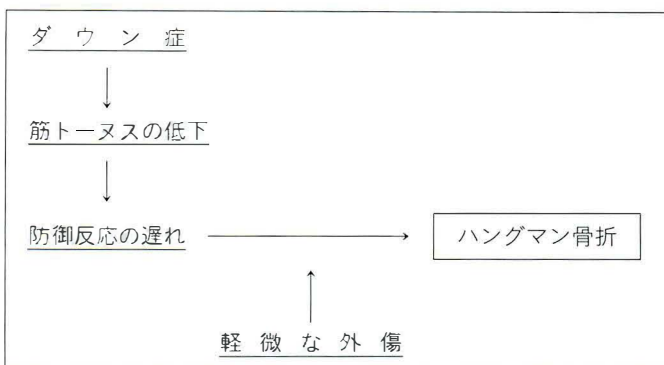 ダウン症
筋トーヌスの低下
防御反応の遅れ
ハングマン骨折
軽微な外傷